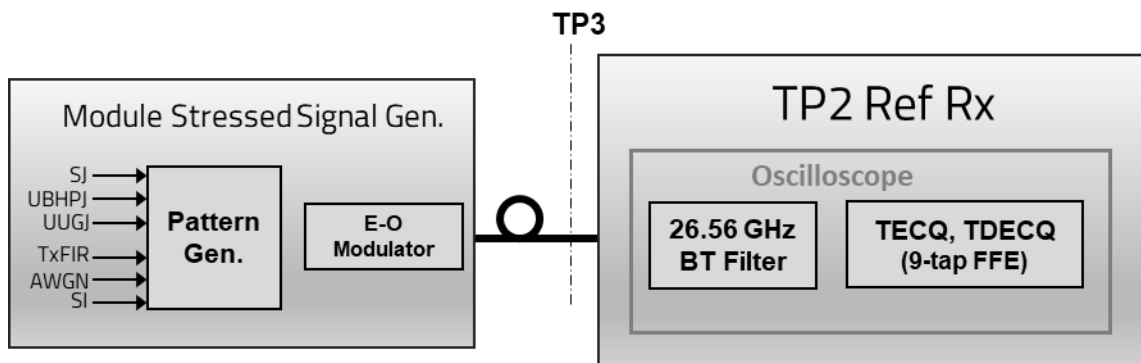 TP3
Module Stressed Signal Gen.
SJ
UBHPJ
UUGJ
TxFIR
AWGN
SI
Pattern
Gen.
E-O
Modulator
TP2 Ref Rx
Oscilloscope
26.56 GHz
BT Filter
TECQ, TDECQ
(9-tap FFE)